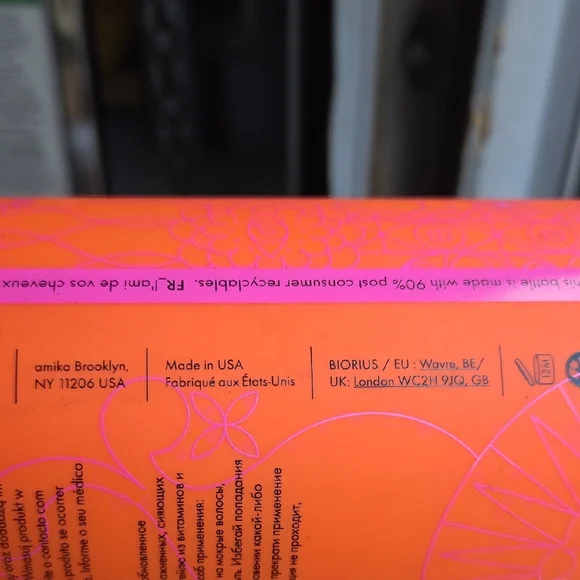 his bottle is made with 90% post consumer recyclables. FR_l'ami de vos cheveux
amika Brooklyn,
NY 11206 USA
Made in USA
Fabriqué aux États-Unis
BIORIUS / EU : Wavre, BE/
UK: London WC2H 9JQ, GB
12M
produkt w
o contacto com
produto se ocorrer
informe o seu médico
обновленное
сияющих
из витаминов и
применения:
на мокрые волосы,
Избегай попадания
какой-либо
прекрати применение
не проходит,